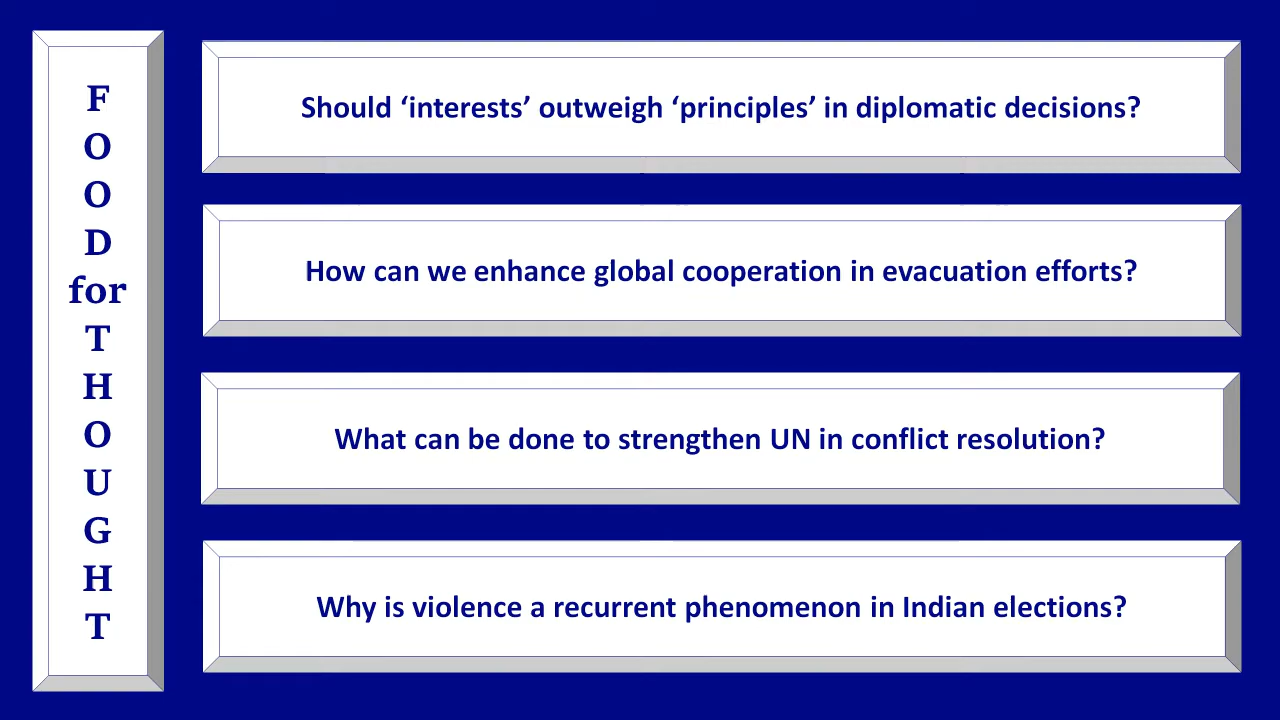 F
O
O
D
for
T
H
O
U
G
H
T
Should ‘interests’ outweigh ‘principles’ in diplomatic decisions?
How can we enhance global cooperation in evacuation efforts?
What can be done to strengthen UN in conflict resolution?
Why is violence a recurrent phenomenon in Indian elections?